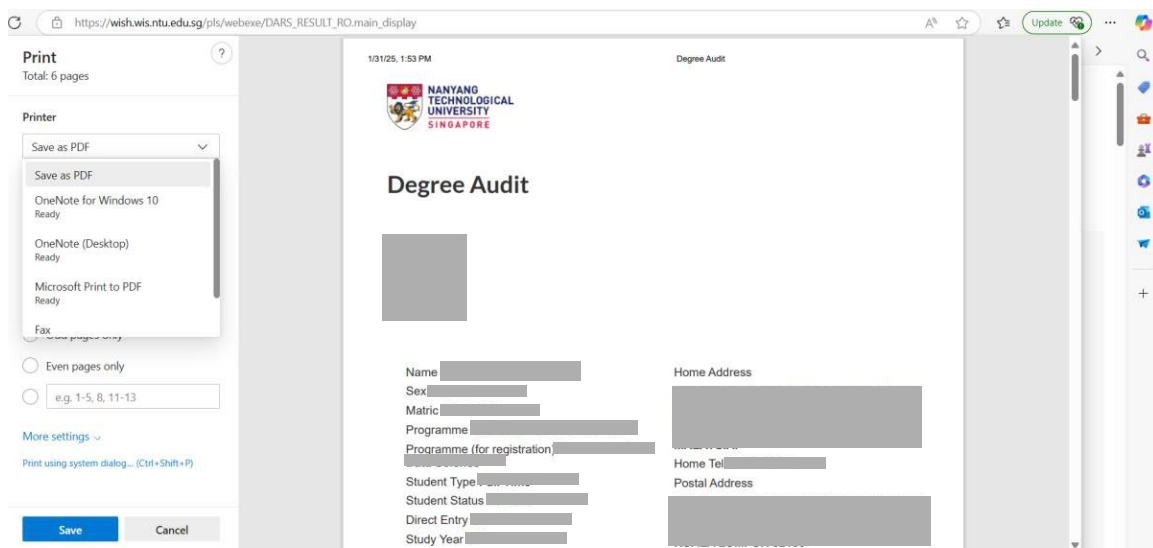 https://wish.wis.ntu.edu.sg/pls/webexe/DARS_RESULT_RO.main_display
Update
Print
Total: 6 pages
?
Printer
Save as PDF
Save as PDF
OneNote for Windows 10
Ready
OneNote (Desktop)
Ready
Microsoft Print to PDF
Ready
Fax
Odd pages only
Even pages only
e.g. 1-5, 8, 11-13
More settings
Print using system dialog... (Ctrl+Shift+P)
Save
Cancel
1/31/25, 1:53 PM
Degree Audit
NANYANG
TECHNOLOGICAL
UNIVERSITY
SINGAPORE
Degree Audit
Name
Sex
Matric
Programme
Programme (for registration)
Student Type
Student Status
Direct Entry
Study Year
Home Address
Home Tel
Postal Address